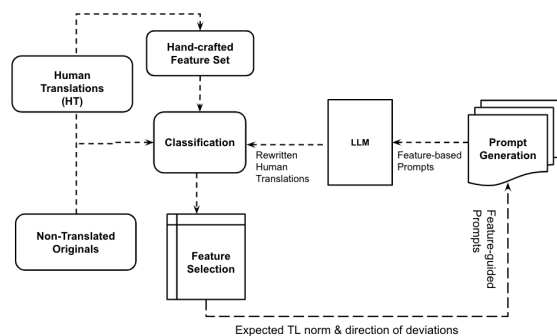 Hand-crafted
Feature Set
Human
Translations
(HT)
Classification
Rewritten
Human
Translations
LLM
Feature-based
Prompts
Prompt
Generation
Non-Translated
Originals
Feature
Selection
Feature-guided
Prompts
Expected TL norm & direction of deviations